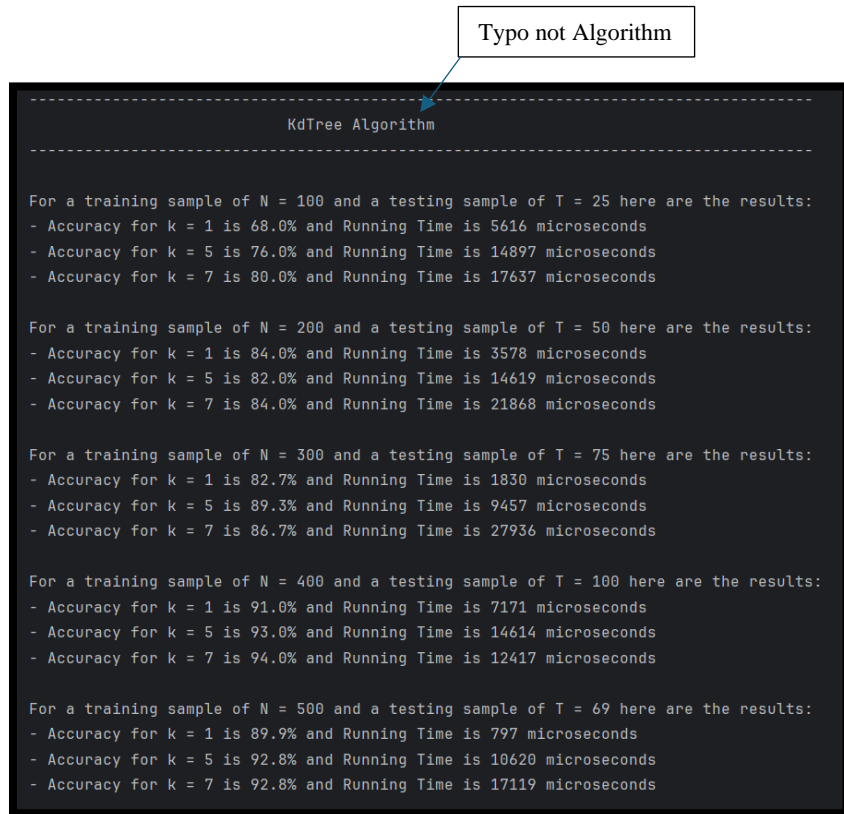 Typo not Algorithm
--------------------------------------------------------------------------------------
KdTree Algorithm
--------------------------------------------------------------------------------------
For a training sample of N = 100 and a testing sample of T = 25 here are the results:
- Accuracy for k = 1 is 68.0% and Running Time is 5616 microseconds
- Accuracy for k = 5 is 76.0% and Running Time is 14897 microseconds
- Accuracy for k = 7 is 80.0% and Running Time is 17637 microseconds
For a training sample of N = 200 and a testing sample of T = 50 here are the results:
- Accuracy for k = 1 is 84.0% and Running Time is 3578 microseconds
- Accuracy for k = 5 is 82.0% and Running Time is 14619 microseconds
- Accuracy for k = 7 is 84.0% and Running Time is 21868 microseconds
For a training sample of N = 300 and a testing sample of T = 75 here are the results:
- Accuracy for k = 1 is 82.7% and Running Time is 1830 microseconds
- Accuracy for k = 5 is 89.3% and Running Time is 9457 microseconds
- Accuracy for k = 7 is 86.7% and Running Time is 27936 microseconds
For a training sample of N = 400 and a testing sample of T = 100 here are the results:
- Accuracy for k = 1 is 91.0% and Running Time is 7171 microseconds
- Accuracy for k = 5 is 93.0% and Running Time is 14614 microseconds
- Accuracy for k = 7 is 94.0% and Running Time is 12417 microseconds
For a training sample of N = 500 and a testing sample of T = 69 here are the results:
- Accuracy for k = 1 is 89.9% and Running Time is 797 microseconds
- Accuracy for k = 5 is 92.8% and Running Time is 10620 microseconds
- Accuracy for k = 7 is 92.8% and Running Time is 17119 microseconds